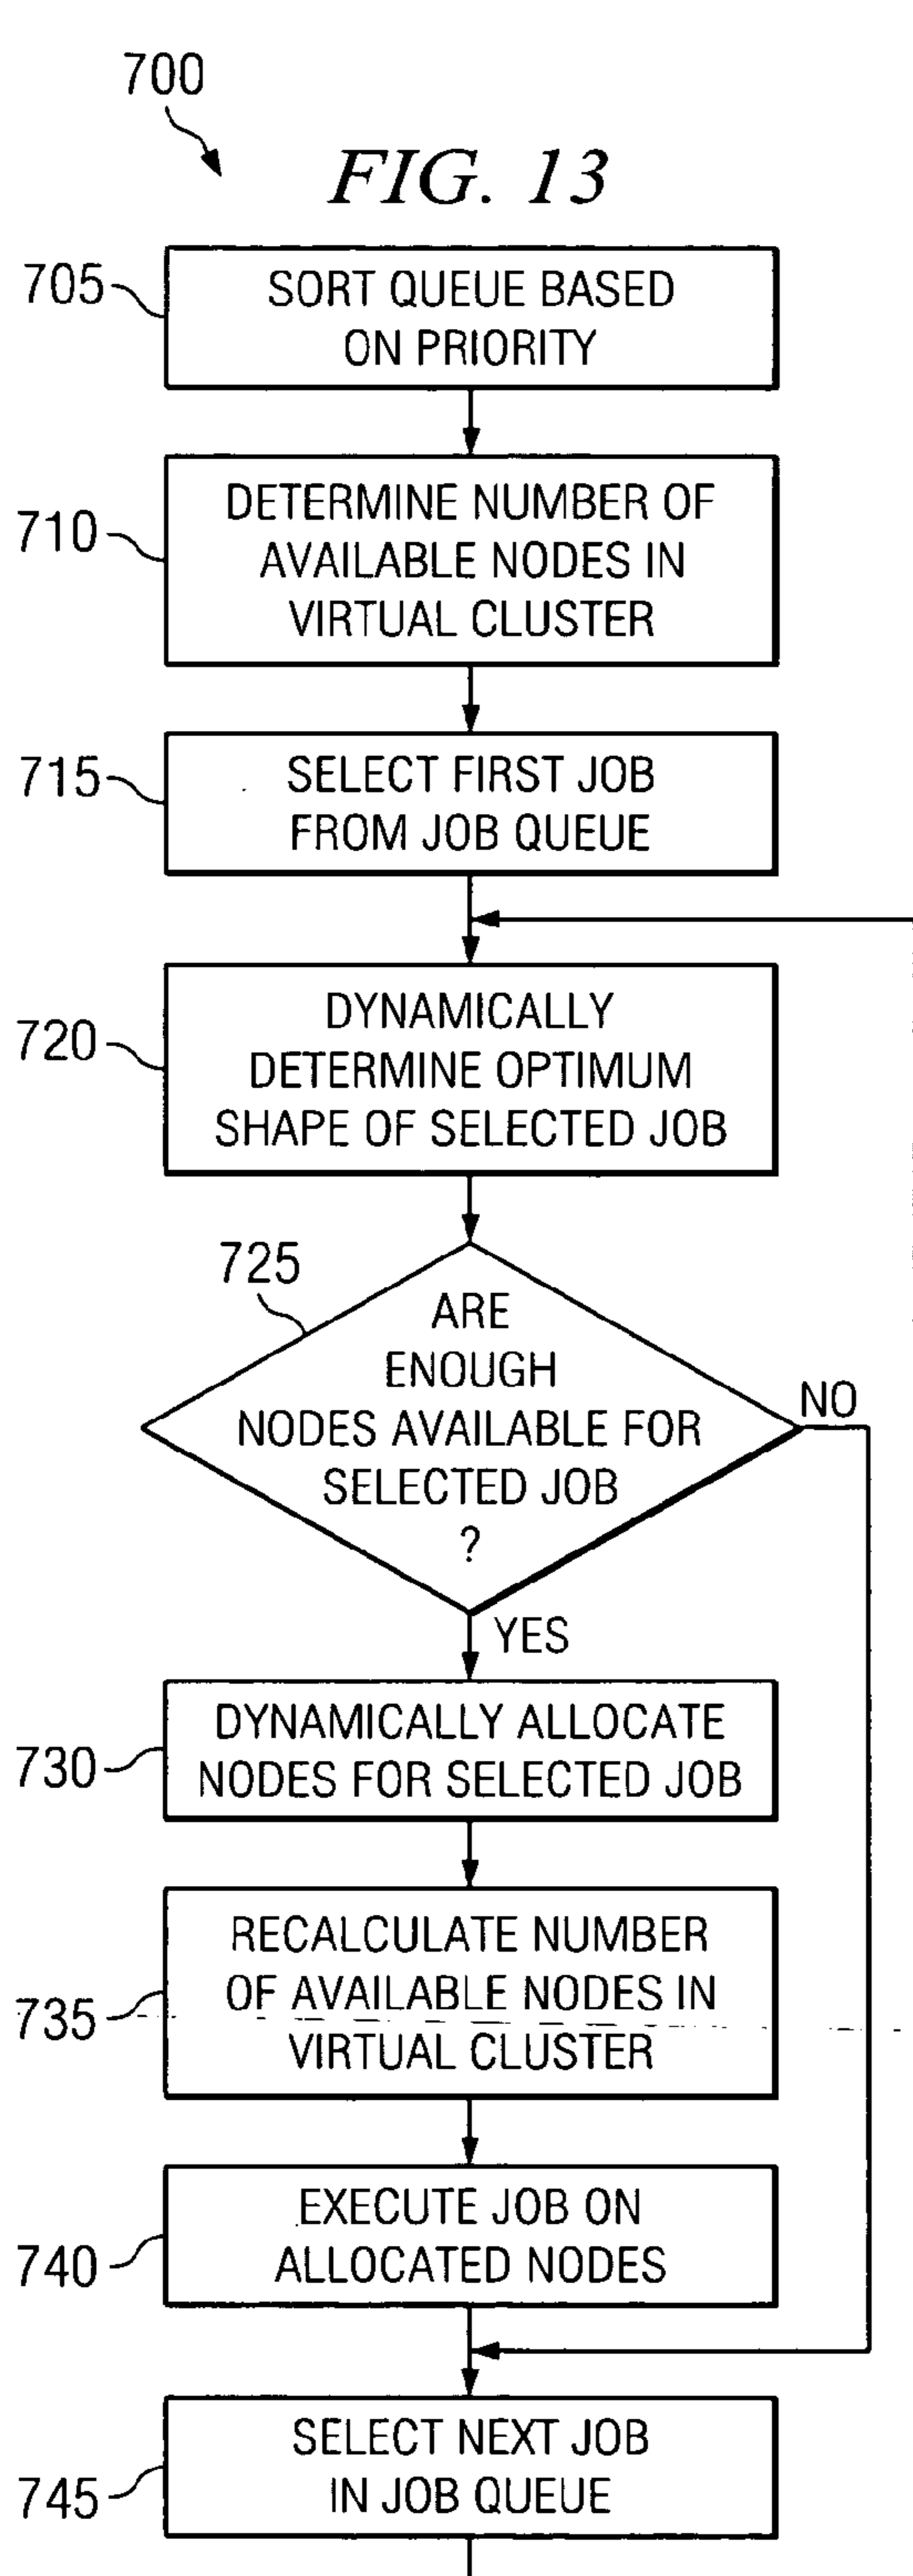 700
FIG. 13
705
SORT QUEUE BASED
ON PRIORITY
710
DETERMINE NUMBER OF
AVAILABLE NODES IN
VIRTUAL CLUSTER
715
SELECT FIRST JOB
FROM JOB QUEUE
720
DYNAMICALLY
DETERMINE OPTIMUM
SHAPE OF SELECTED JOB
725
ARE
ENOUGH
NODES AVAILABLE FOR
SELECTED JOB
?
NO
YES
730
DYNAMICALLY ALLOCATE
NODES FOR SELECTED JOB
735
RECALCULATE NUMBER
OF AVAILABLE NODES IN
VIRTUAL CLUSTER
740
EXECUTE JOB ON
ALLOCATED NODES
745
SELECT NEXT JOB
IN JOB QUEUE